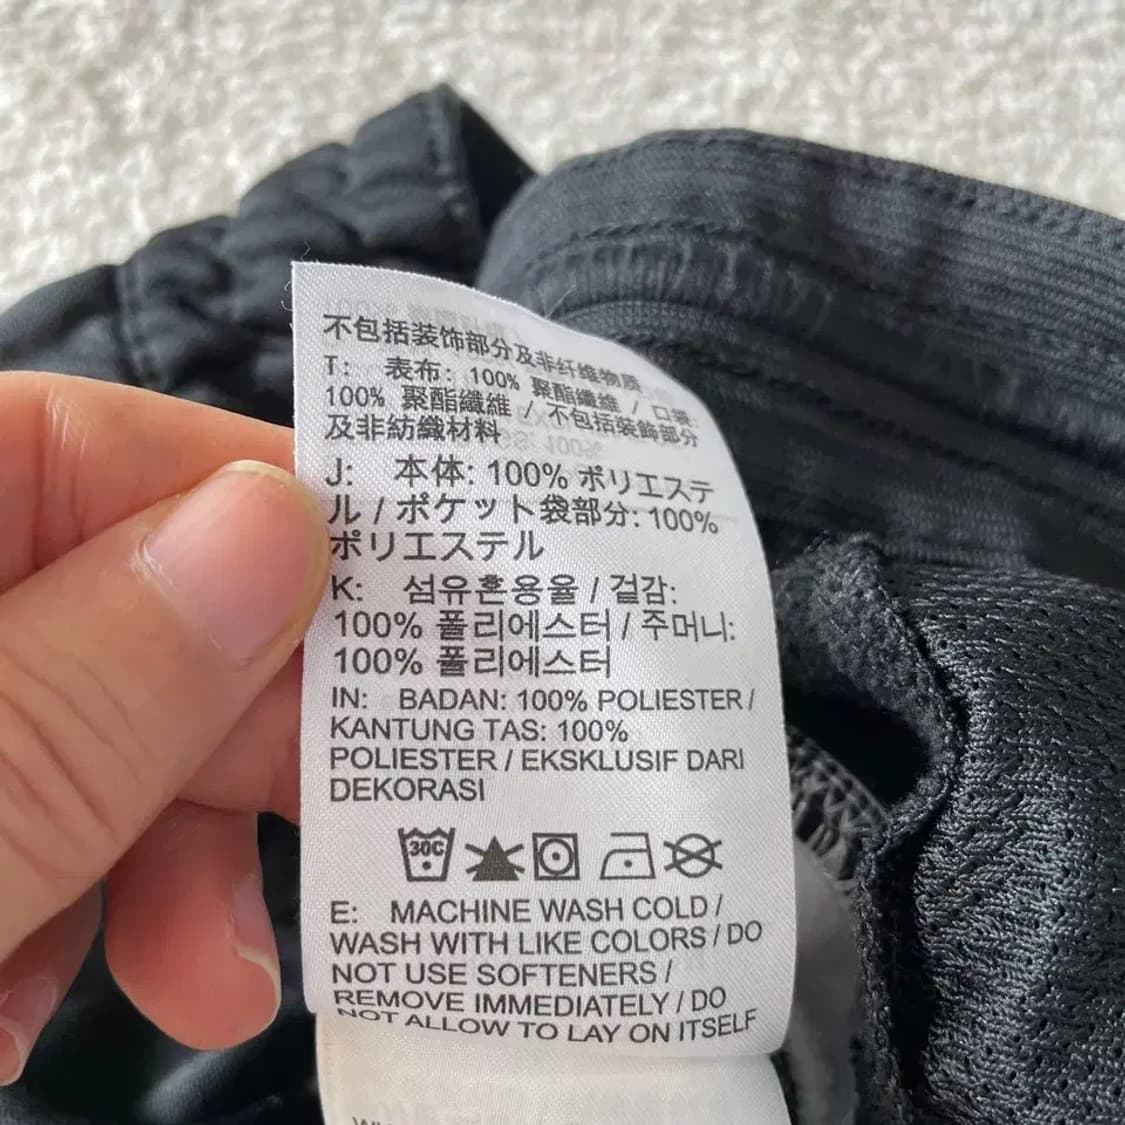 不包括装饰部分及非纤维物质
T: 表布: 100% 聚酯纖維 / 口袋:
100% 聚酯纖維 / 不包括裝飾部分
及非紡織材料
J: 本体: 100% ポリエステ
ル / ポケット袋部分: 100%
ポリエステル
K: 섬유혼용율 / 겉감:
100% 폴리에스터 / 주머니:
100% 폴리에스터
IN: BADAN: 100% POLIESTER /
KANTUNG TAS: 100%
POLIESTER / EKSKLUSIF DARI
DEKORASI
30C
E: MACHINE WASH COLD /
WASH WITH LIKE COLORS / DO
NOT USE SOFTENERS /
REMOVE IMMEDIATELY / DO
NOT ALLOW TO LAY ON ITSELF